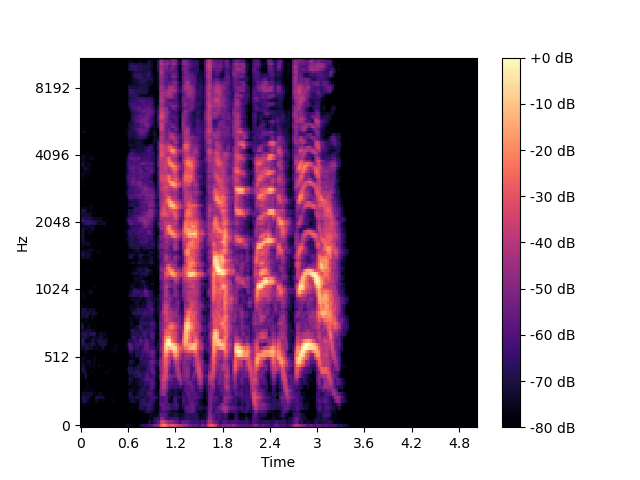 +0 dB
8192
-10 dB
4096
-20 dB
-30 dB
2048
Hz
-40 dB
1024
-50 dB
-60 dB
512
-70 dB
0
-80 dB
0 0.6 1.2 1.8 2.4 3 3.6 4.2 4.8
Time